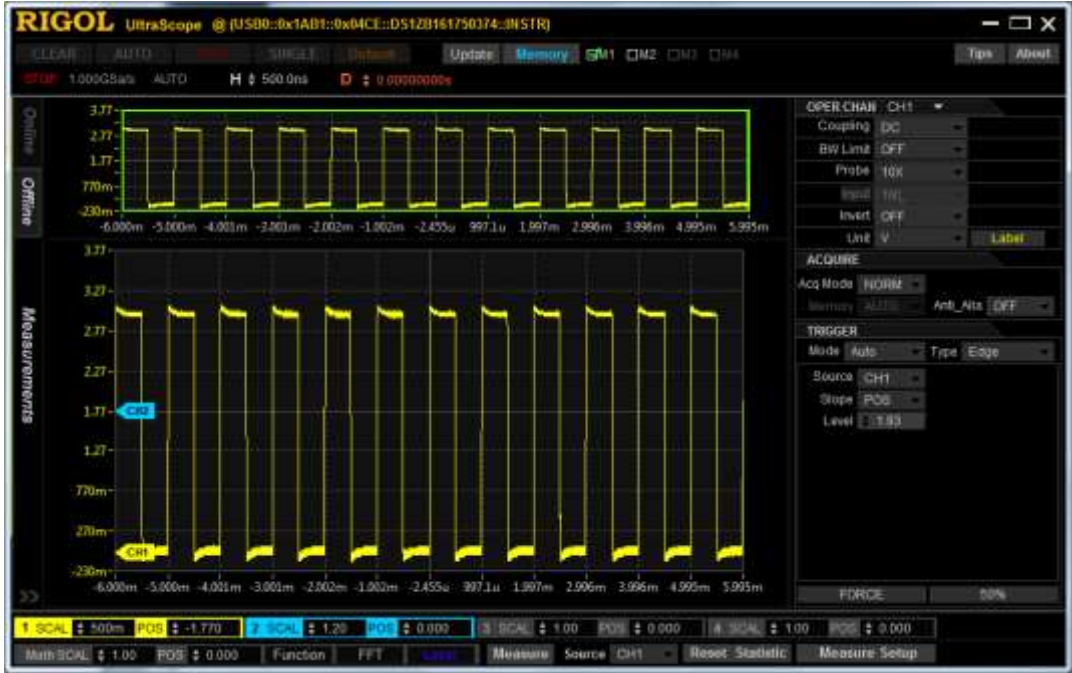 RIGOL UltraScope @ (USB0::0x1AB1::0x04CE::DS1ZB161750374::INSTR)
CLEAR AUTO SINGLE Default Update Memory M1 M2 M3 M4 Tips About
STOP 1.000GSa/s AUTO H 500.0ns D 0.00000000s
Online
Offline
Measurements
3.77
2.77
1.77
770m
-230m
-6.000m -5.000m -4.001m -3.001m -2.002m -1.002m -2.455u 997.1u 1.997m 2.996m 3.996m 4.995m 5.995m
3.77
3.27
2.77
2.27
1.77 CH2
1.27
770m
270m
CH1
-230m
-6.000m -5.000m -4.001m -3.001m -2.002m -1.002m -2.455u 997.1u 1.997m 2.996m 3.996m 4.995m 5.995m
>>
OPER CHAN CH1
Coupling DC
BW Limit OFF
Probe 10X
Input
Invert OFF
Unit V Label
ACQUIRE
Acq Mode NORM
Memory AUTO Anti_Alis OFF
TRIGGER
Mode Auto Type Edge
Source CH1
Slope POS
Level 1.93
FORCE 50%
1 SCAL 500m POS -1.770 2 SCAL 1.20 POS 0.000 3 SCAL 1.00 POS 0.000 4 SCAL 1.00 POS 0.000
Math SCAL 1.00 POS 0.000 Function FFT Label Measure Source CH1 Reset Statistic Measure Setup